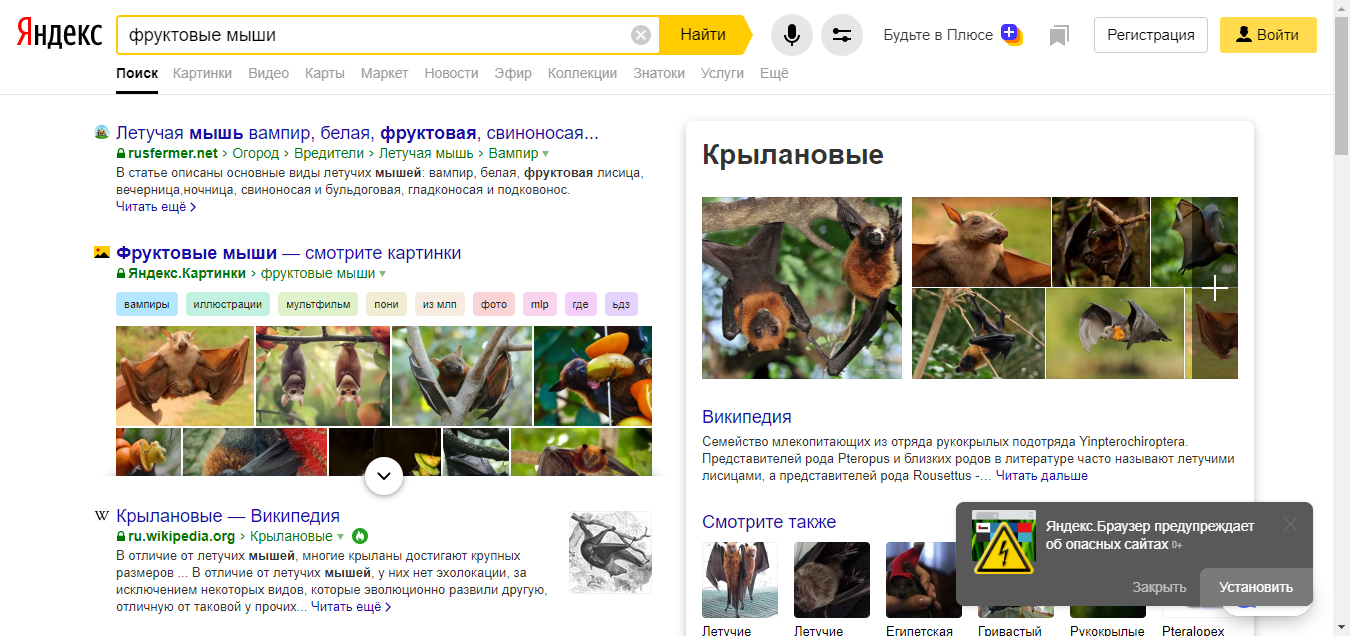 Яндекс
фруктовые мыши
Найти
Будьте в Плюсе
Регистрация
Войти
Поиск Картинки Видео Карты Маркет Новости Эфир Коллекции Знатоки Услуги Ещё
Летучая мышь вампир, белая, фруктовая, свиноносая...
rusfermer.net › Огород › Вредители › Летучая мышь › Вампир
В статье описаны основные виды летучих мышей: вампир, белая, фруктовая лисица,
вечерница,ночница, свиноносая и бульдоговая, гладконосая и подковонос.
Читать ещё >
Фруктовые мыши — смотрите картинки
Яндекс.Картинки › фруктовые мыши
вампиры иллюстрации мультфильм пони из млп фото mlp где ьдз
Крылановые — Википедия
ru.wikipedia.org › Крылановые
В отличие от летучих мышей, многие крыланы достигают крупных
размеров ... В отличие от летучих мышей, у них нет эхолокации, за
исключением некоторых видов, которые эволюционно развили другую,
отличную от таковой у прочих... Читать ещё >
Крылановые
Википедия
Семейство млекопитающих из отряда рукокрылых подотряда Yinpterochiroptera.
Представителей рода Pteropus и близких родов в литературе часто называют летучими
лисицами, а представителей рода Rousettus -... Читать дальше
Смотрите также
Летучие Летучие Египетская Гривастый Рукокрылые Pteralopex
Яндекс.Браузер предупреждает
об опасных сайтах 0+
Закрыть
Установить